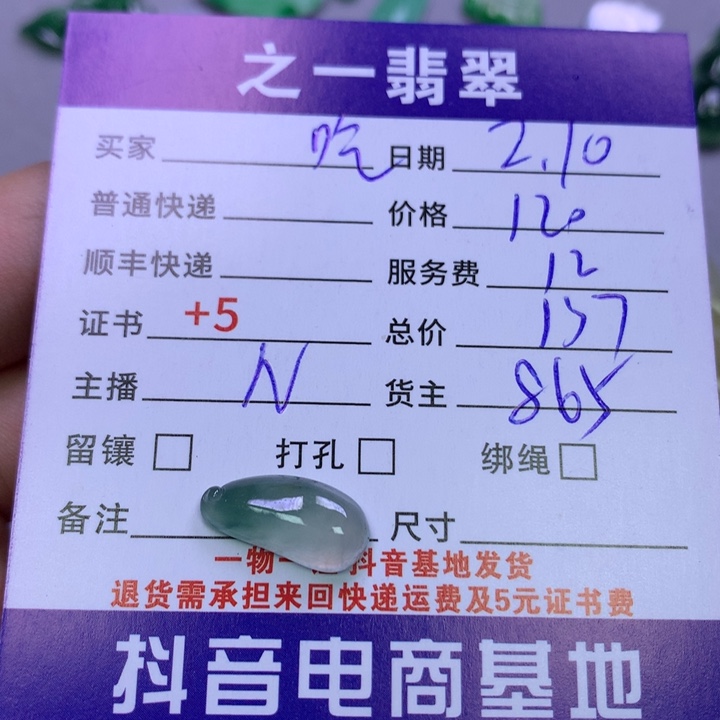 之一翡翠
买家 吃 日期 2.10
普通快递 价格 120
顺丰快递 服务费 12
证书 +5 总价 137
主播 N 货主 865
留镶 打孔 绑绳
备注 尺寸
一物一 抖音基地发货
退货需承担来回快递运费及5元证书费
抖音电商基地